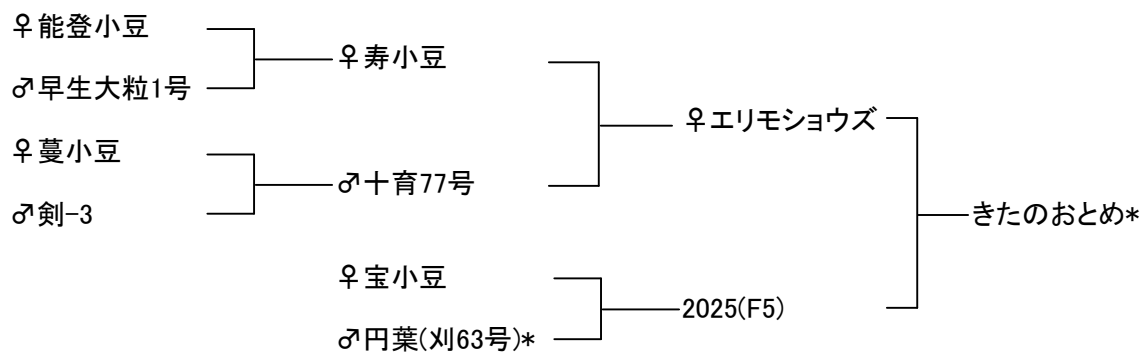 ♀能登小豆
♂早生大粒1号
♀寿小豆
♀蔓小豆
♂剣-3
♂十育77号
♀エリモショウズ
♀宝小豆
♂円葉(刈63号)*
2025(F5)
きたのおとめ*